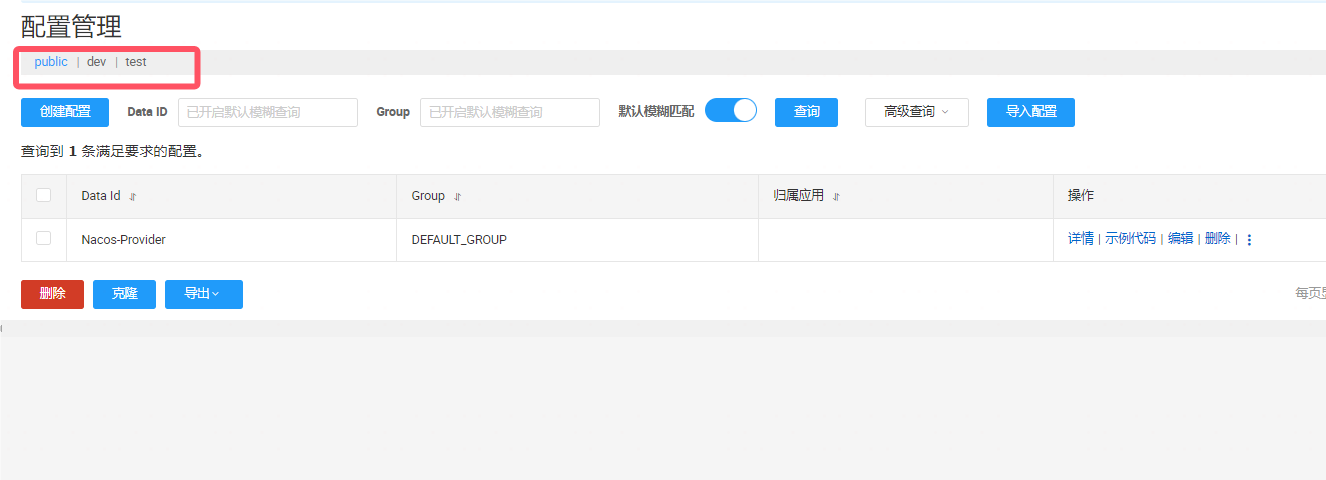 配置管理
public | dev | test
创建配置 Data ID 已开启默认模糊查询 Group 已开启默认模糊查询 默认模糊匹配 查询 高级查询 导入配置
查询到 1 条满足要求的配置。
Data Id Group 归属应用 操作
Nacos-Provider DEFAULT_GROUP 详情 | 示例代码 | 编辑 | 删除 |
删除 克隆 导出 每页